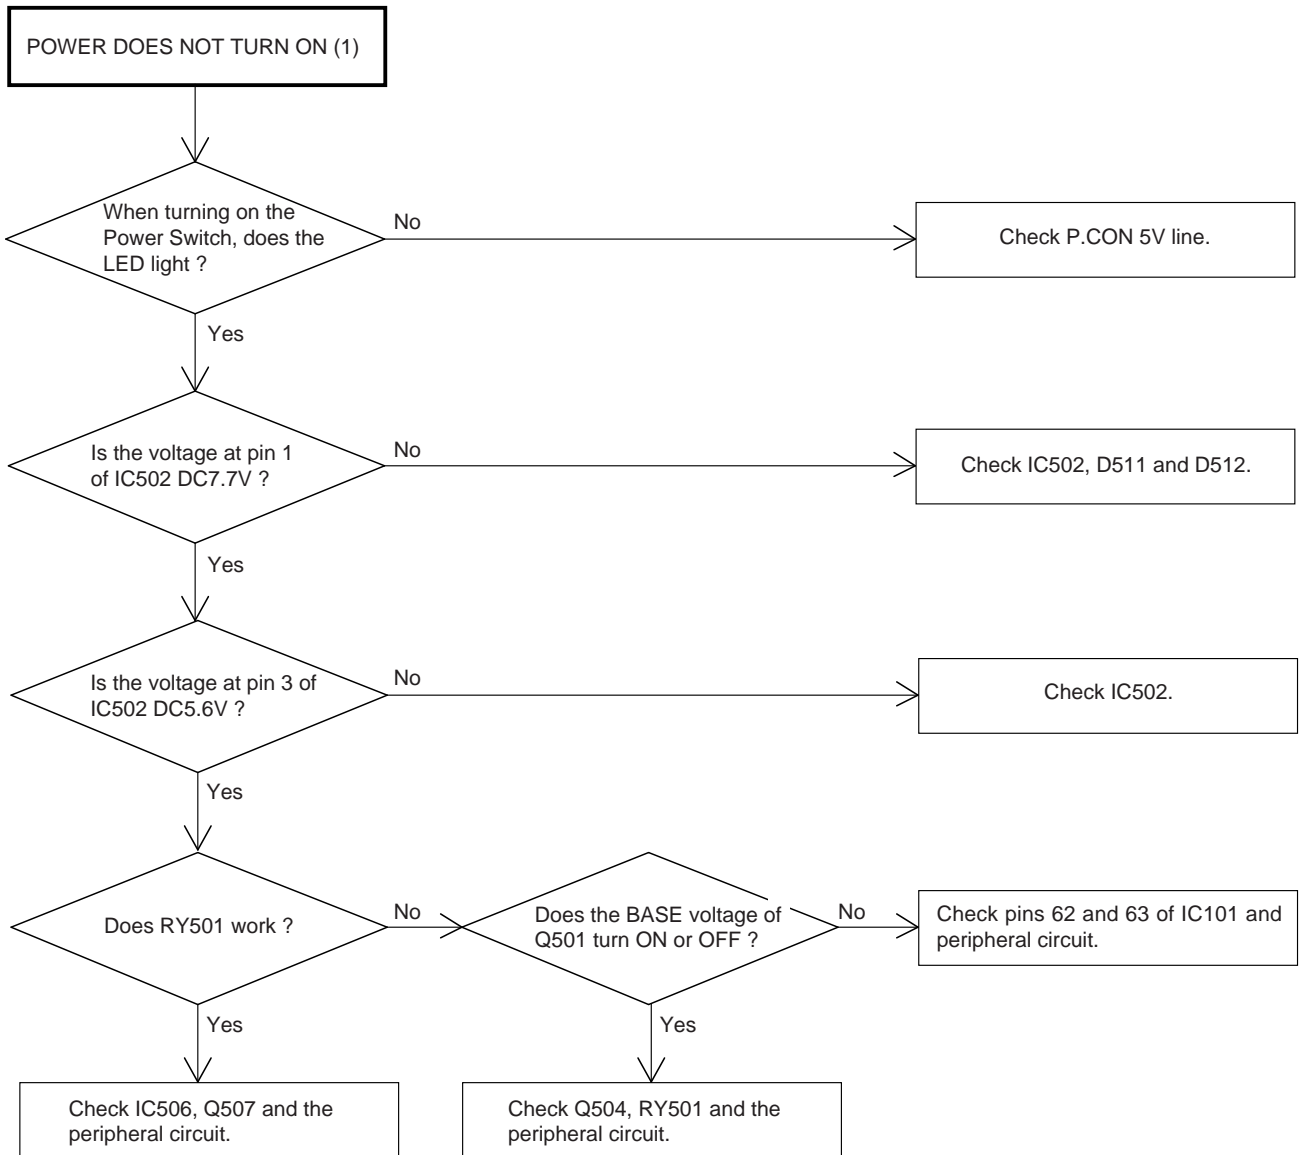 POWER DOES NOT TURN ON (1)
When turning on the
Power Switch, does the
LED light ?
No
Check P.CON 5V line.
Yes
Is the voltage at pin 1
of IC502 DC7.7V ?
No
Check IC502, D511 and D512.
Yes
Is the voltage at pin 3 of
IC502 DC5.6V ?
No
Check IC502.
Yes
Does RY501 work ?
No
Does the BASE voltage of
Q501 turn ON or OFF ?
No
Check pins 62 and 63 of IC101 and
peripheral circuit.
Yes
Yes
Check IC506, Q507 and the
peripheral circuit.
Check Q504, RY501 and the
peripheral circuit.